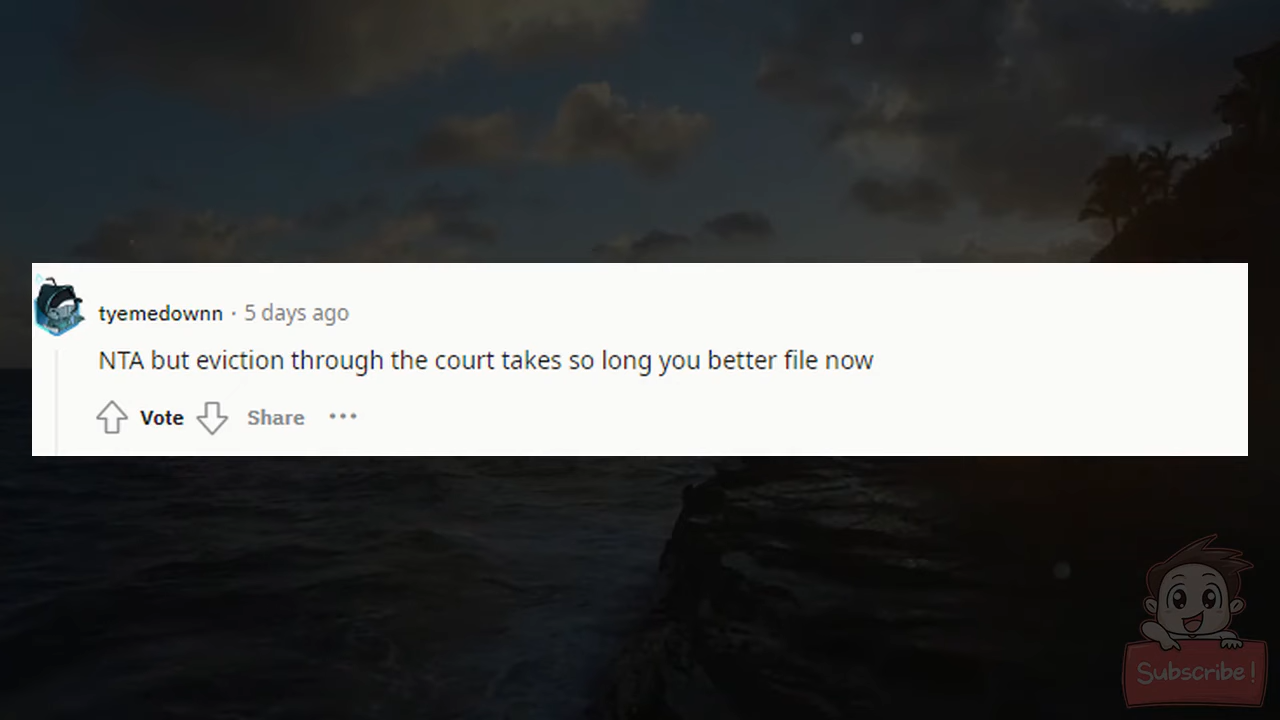 tyemedownn · 5 days ago
NTA but eviction through the court takes so long you better file now
Vote Share ···
Subscribe!